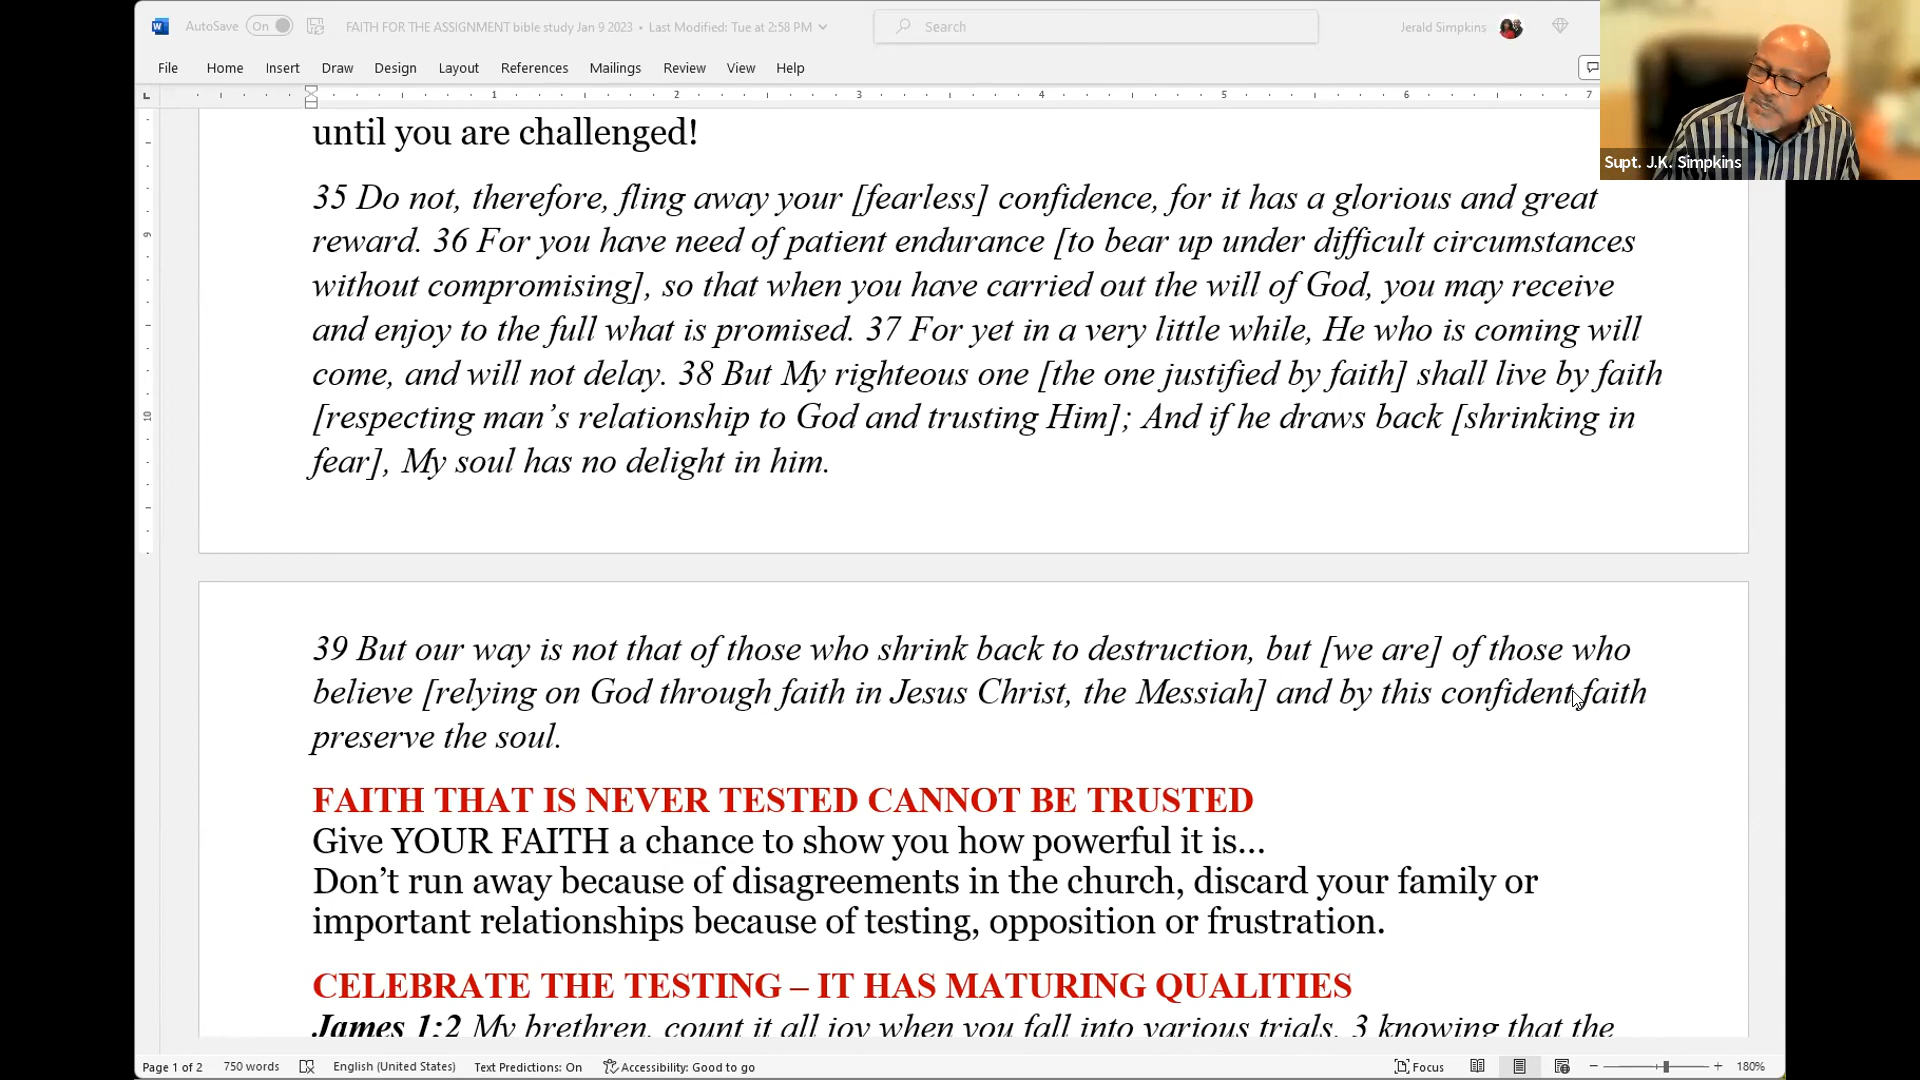 AutoSave On FAITH FOR THE ASSIGNMENT bible study Jan 9 2023 • Last Modified: Tue at 2:58 PM Search Jerald Simpkins
File Home Insert Draw Design Layout References Mailings Review View Help
1 2 3 4 5 6 7
Supt. J.K. Simpkins
until you are challenged!
35 Do not, therefore, fling away your [fearless] confidence, for it has a glorious and great
reward. 36 For you have need of patient endurance [to bear up under difficult circumstances
without compromising], so that when you have carried out the will of God, you may receive
and enjoy to the full what is promised. 37 For yet in a very little while, He who is coming will
come, and will not delay. 38 But My righteous one [the one justified by faith] shall live by faith
[respecting man’s relationship to God and trusting Him]; And if he draws back [shrinking in
fear], My soul has no delight in him.
9
10
39 But our way is not that of those who shrink back to destruction, but [we are] of those who
believe [relying on God through faith in Jesus Christ, the Messiah] and by this confident faith
preserve the soul.
FAITH THAT IS NEVER TESTED CANNOT BE TRUSTED
Give YOUR FAITH a chance to show you how powerful it is…
Don’t run away because of disagreements in the church, discard your family or
important relationships because of testing, opposition or frustration.
CELEBRATE THE TESTING – IT HAS MATURING QUALITIES
James 1:2 My brethren, count it all joy when you fall into various trials, 3 knowing that the
Page 1 of 2 750 words English (United States) Text Predictions: On Accessibility: Good to go Focus 180%